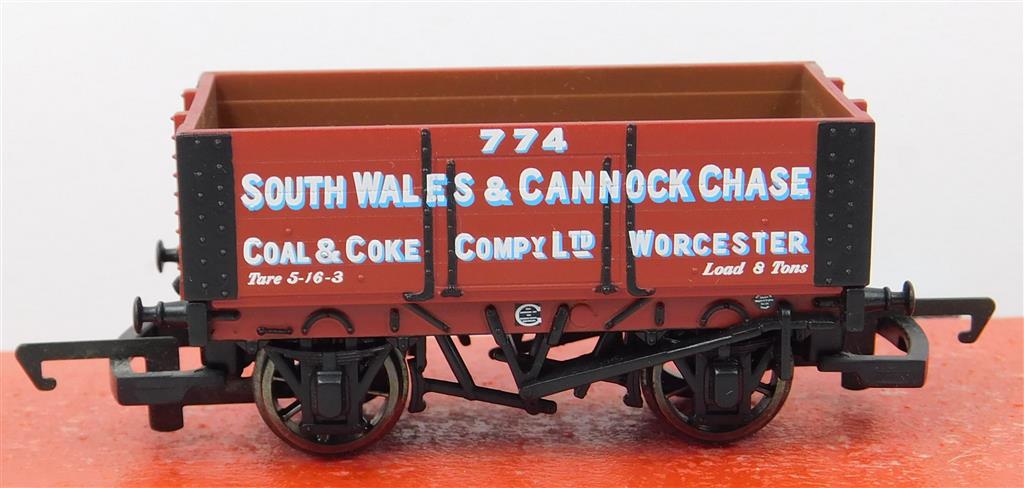 774
SOUTH WALES & CANNOCK CHASE
COAL & COKE COMPY LTD WORCESTER
Tare 5-16-3 Load 8 Tons